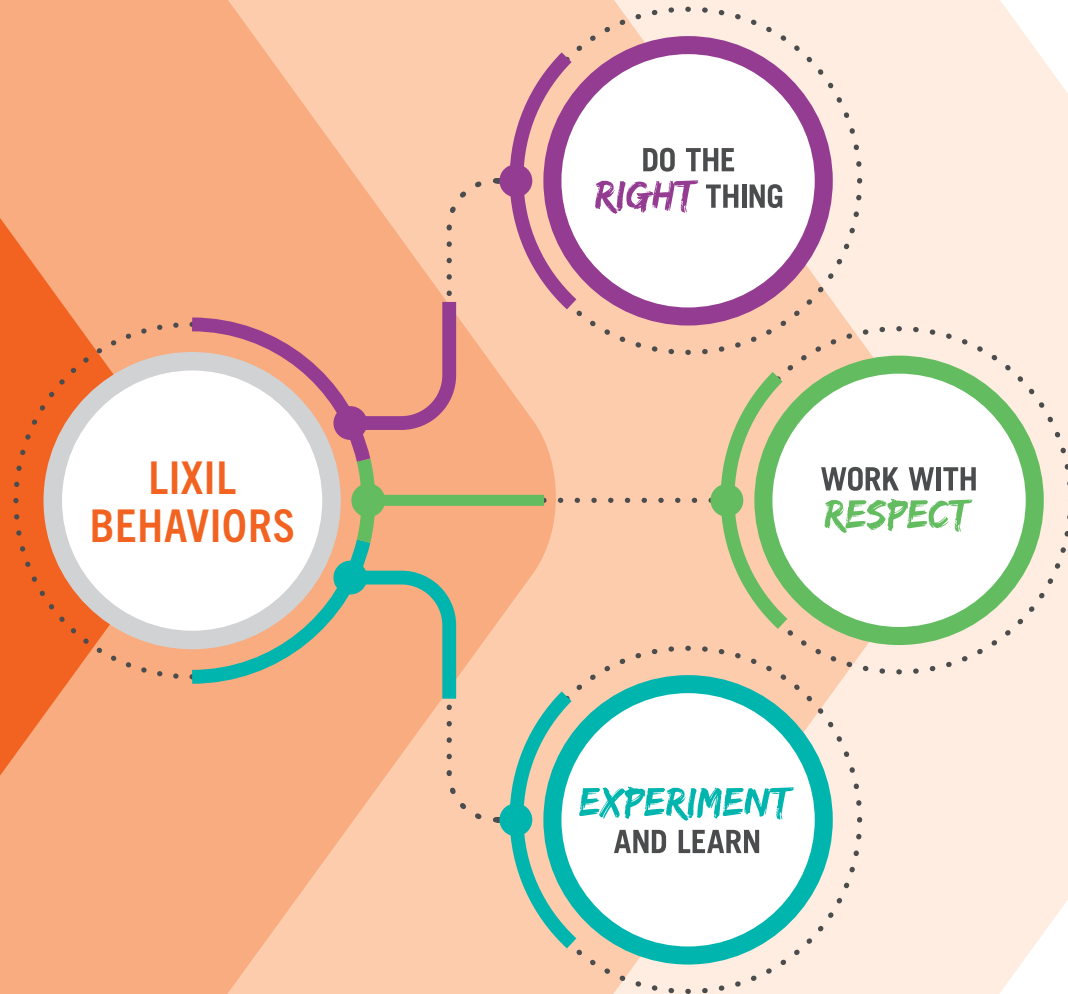 LIXIL
BEHAVIORS
DO THE
RIGHT THING
WORK WITH
RESPECT
EXPERIMENT
AND LEARN